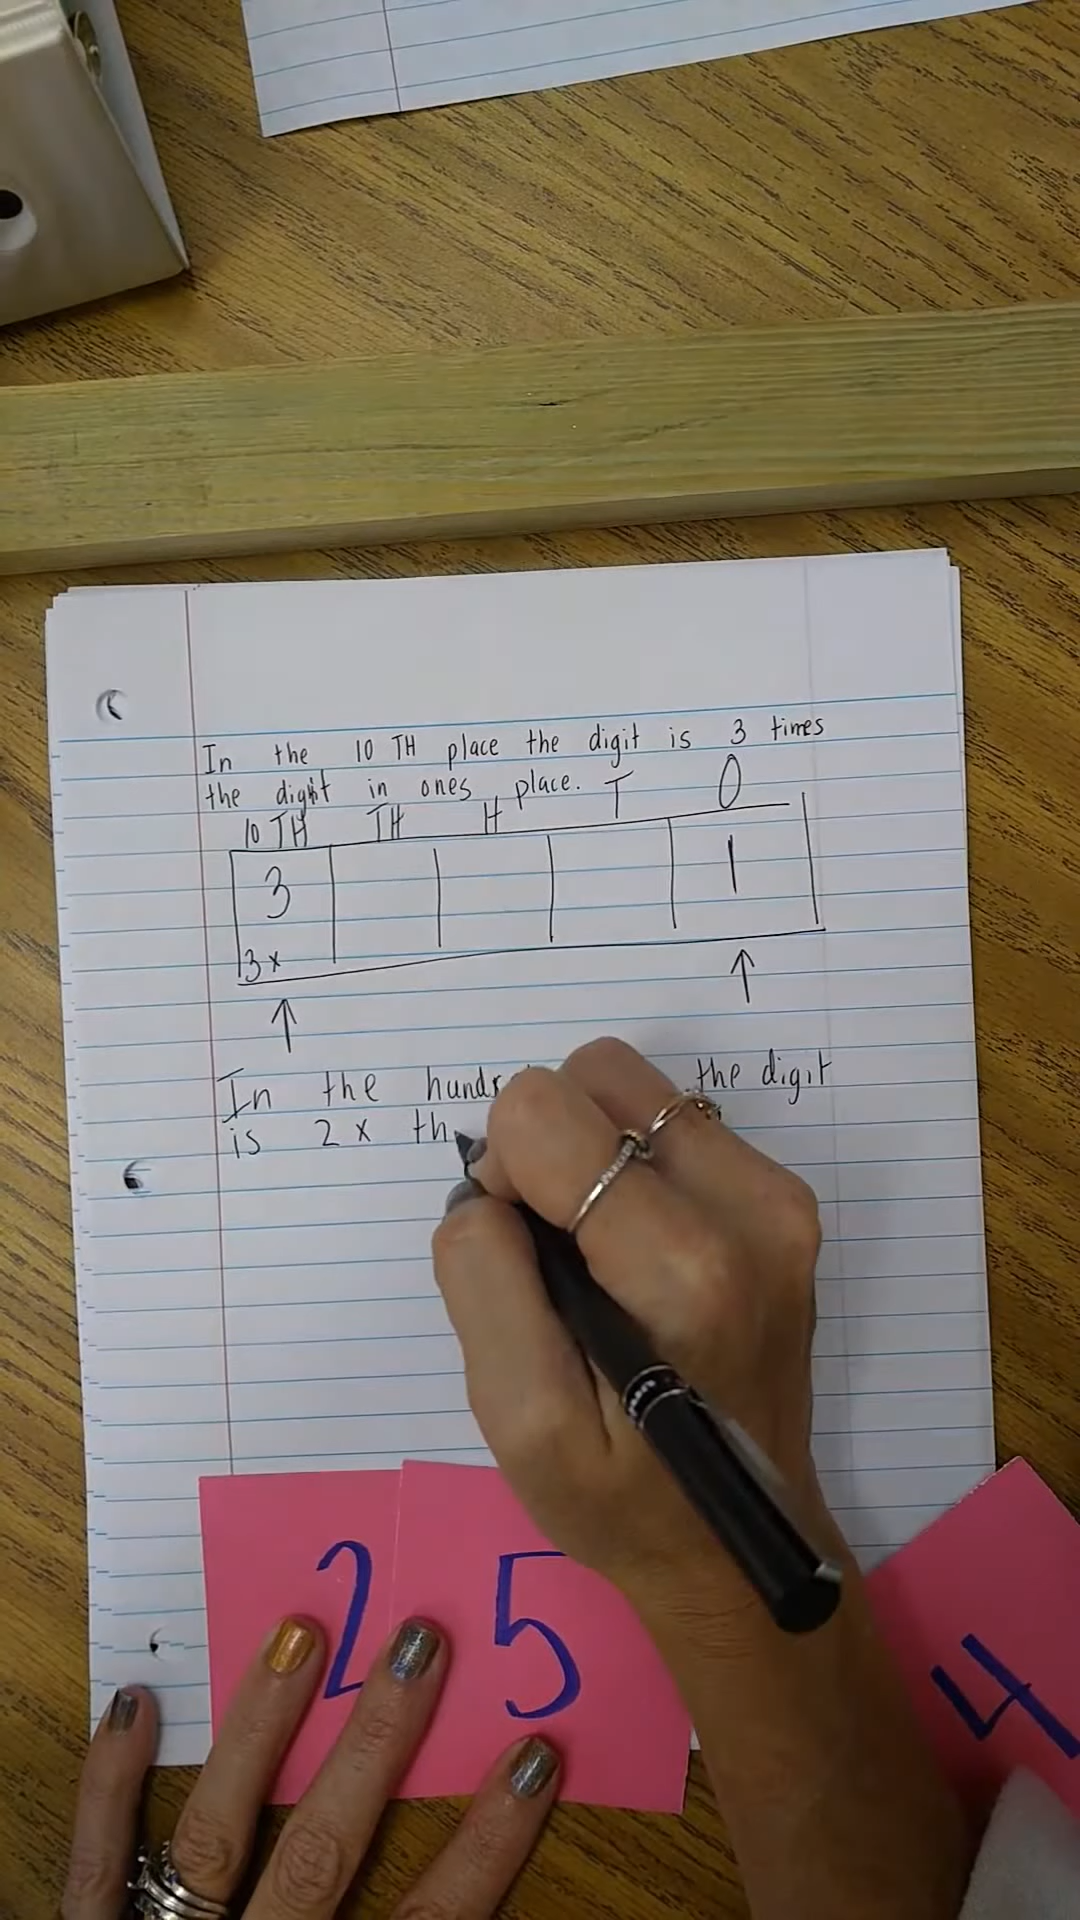 In the 10 TH place the digit is 3 times
the digit in ones place.
10 TH TH H T O
3 1
3x
In the the digit
is 2 x th
2 5 4